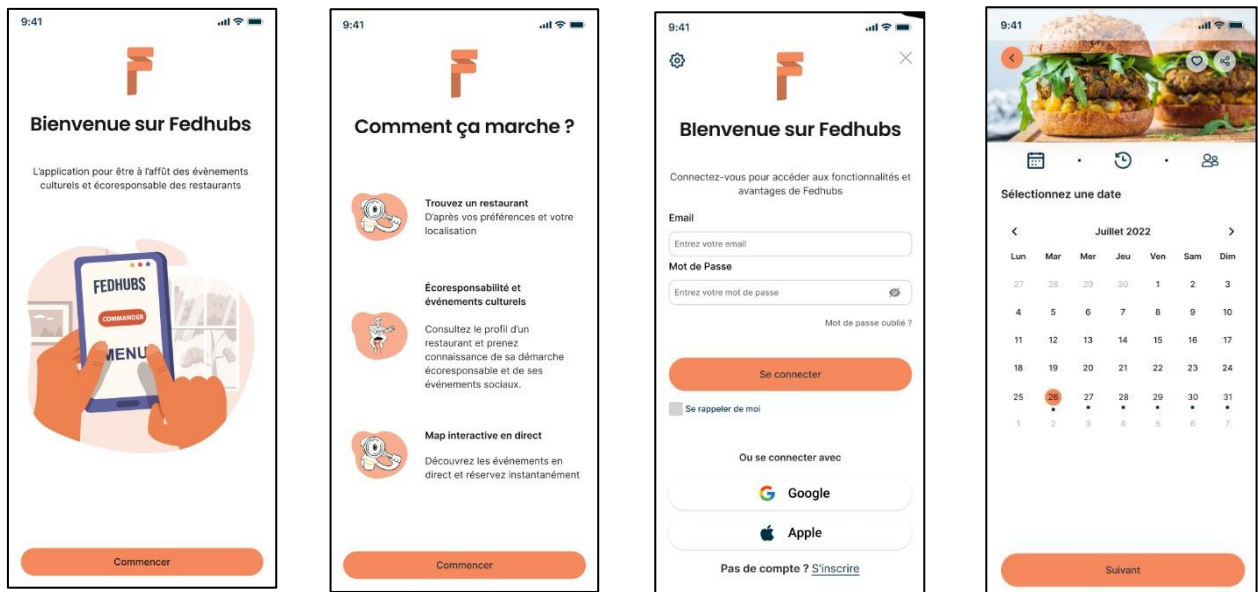 9:41
Bienvenue sur Fedhubs
L'application pour être à l'affût des évènements
culturels et écoresponsable des restaurants
FEDHUBS
COMMANDER
MENU
Commencer
9:41
Comment ça marche ?
Trouvez un restaurant
D'après vos préférences et votre
localisation
Écoresponsabilité et
événements culturels
Consultez le profil d'un
restaurant et prenez
connaissance de sa démarche
écoresponsable et de ses
événements sociaux.
Map interactive en direct
Découvrez les événements en
direct et réservez instantanément
Commencer
9:41
BIenvenue sur Fedhubs
Connectez-vous pour accéder aux fonctionnalités et
avantages de Fedhubs
Email
Entrez votre email
Mot de Passe
Entrez votre mot de passe
Mot de passe oublié ?
Se connecter
Se rappeler de moi
Ou se connecter avec
Google
Apple
Pas de compte ? S'inscrire
9:41
Sélectionnez une date
< Juillet 2022 >
Lun Mar Mer Jeu Ven Sam Dim
27 28 29 30 1 2 3
4 5 6 7 8 9 10
11 12 13 14 15 16 17
18 19 20 21 22 23 24
25 26 27 28 29 30 31
1 2 3 4 5 6 7
Suivant